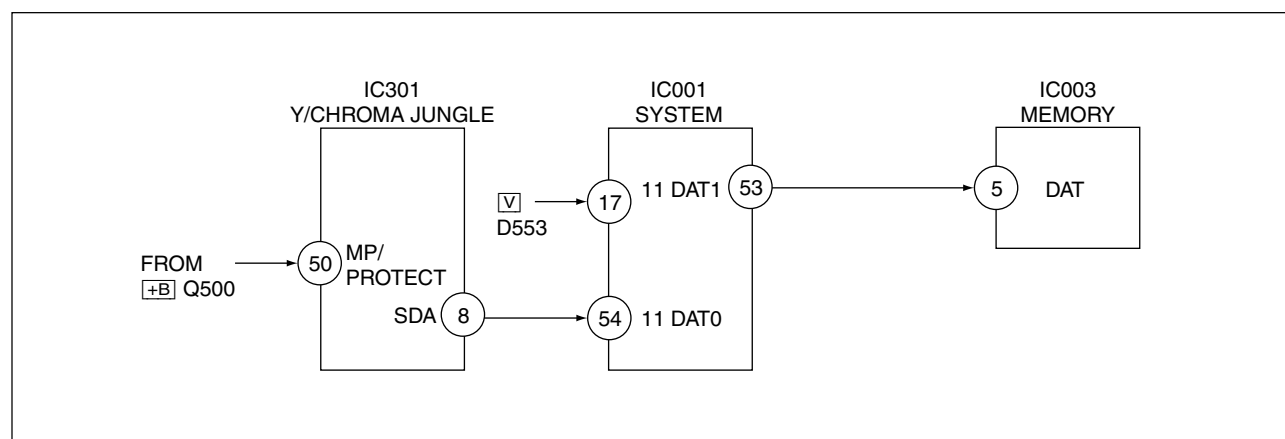 IC301
Y/CHROMA JUNGLE
FROM
+B Q500
50
MP/
PROTECT
SDA
8
IC001
SYSTEM
V
D553
17
11 DAT1
53
54
11 DAT0
IC003
MEMORY
5
DAT